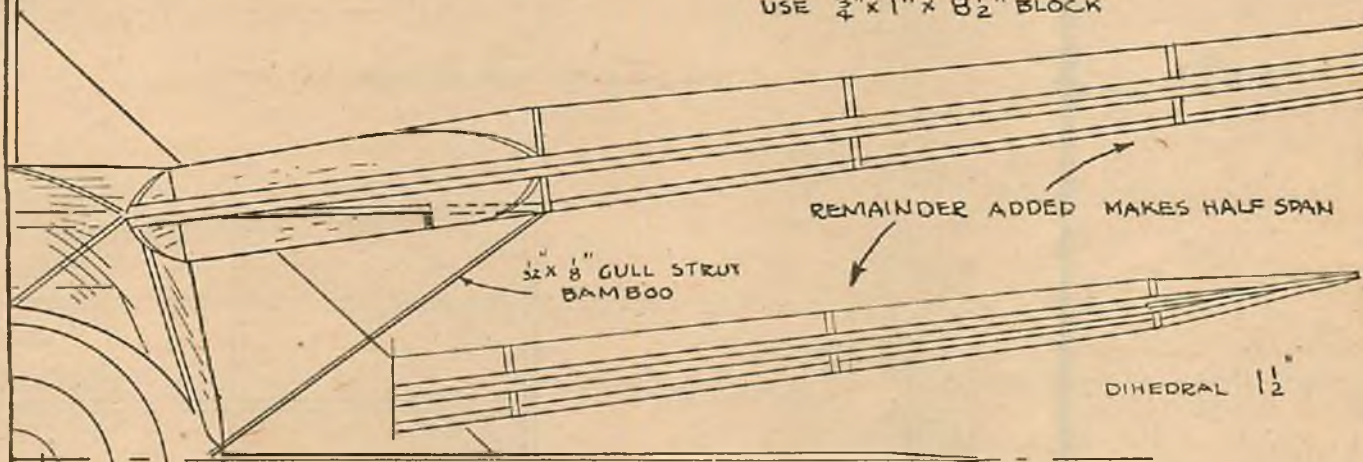 USE 3/4" x 1" x 8 1/2" BLOCK
REMAINDER ADDED MAKES HALF SPAN
1/32" x 1/8" GULL STRUT
BAMBOO
DIHEDRAL 1 1/2"